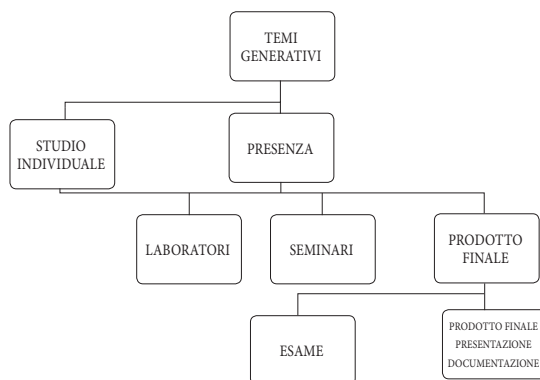 TEMI
GENERATIVI
STUDIO
INDIVIDUALE
PRESENZA
LABORATORI
SEMINARI
PRODOTTO
FINALE
ESAME
PRODOTTO FINALE
PRESENTAZIONE
DOCUMENTAZIONE